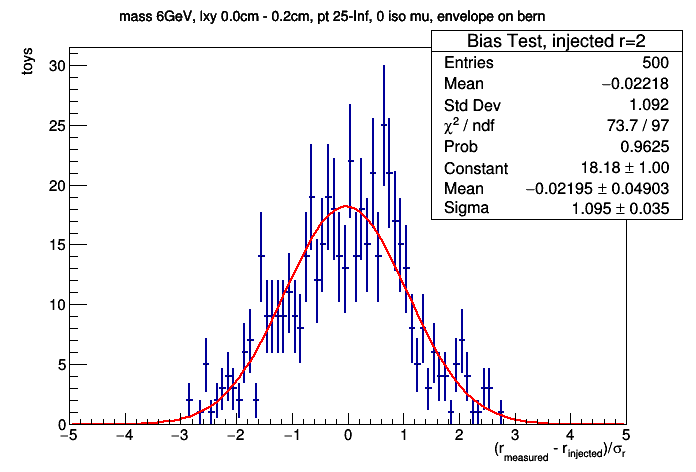 mass 6GeV, lxy 0.0cm - 0.2cm, pt 25-Inf, 0 iso mu, envelope on bern
Bias Test, injected r=2
Entries 500
Mean −0.02218
Std Dev 1.092
χ² / ndf 73.7 / 97
Prob 0.9625
Constant 18.18 ± 1.00
Mean −0.02195 ± 0.04903
Sigma 1.095 ± 0.035
toys
30
25
20
15
10
5
0
−5 −4 −3 −2 −1 0 1 2 3 4 5
(r_measured - r_injected)/σ_r